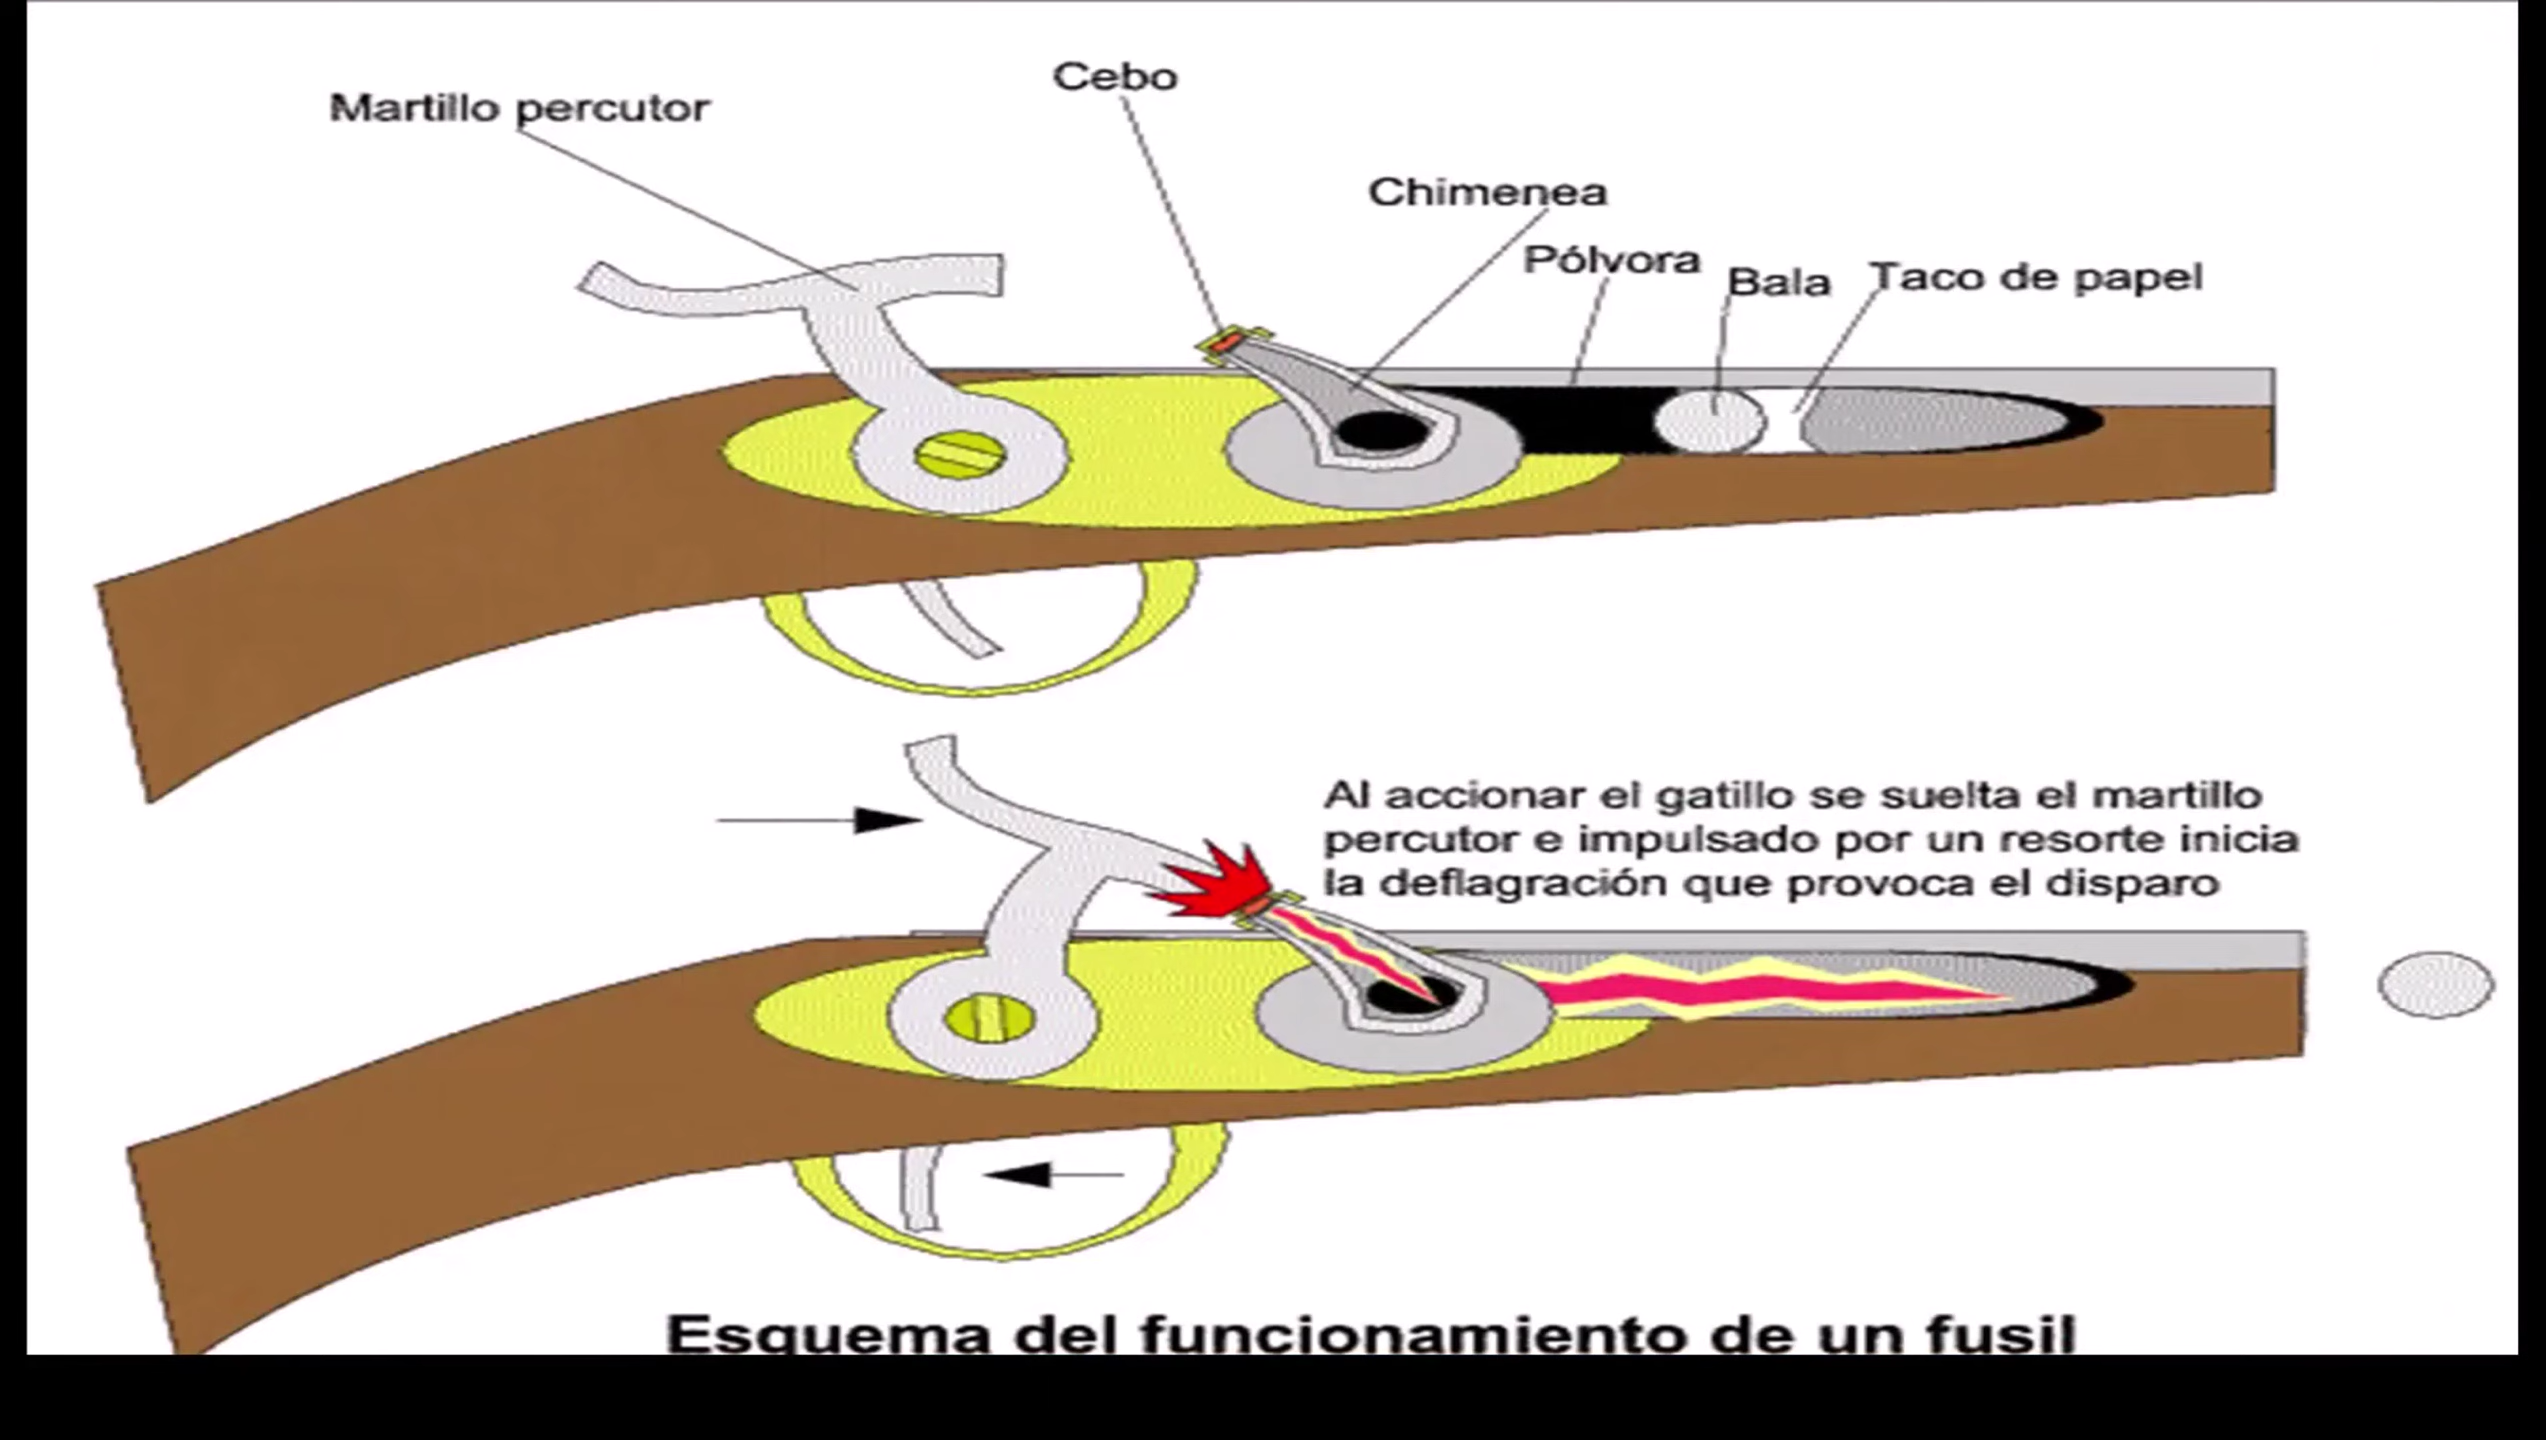 Cebo
Martillo percutor
Chimenea
Pólvora
Bala
Taco de papel
Al accionar el gatillo se suelta el martillo
percutor e impulsado por un resorte inicia
la deflagración que provoca el disparo
Esquema del funcionamiento de un fusil